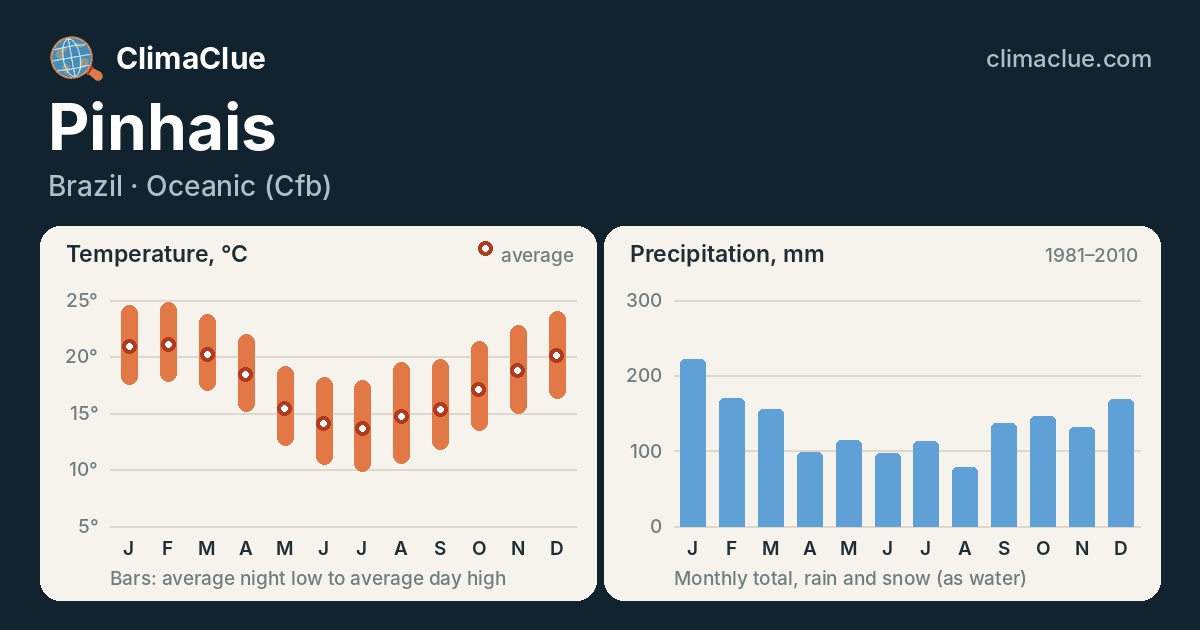 ClimaClue
climaclue.com
Pinhais
Brazil · Oceanic (Cfb)
Temperature, °C
average
25°
20°
15°
10°
5°
J F M A M J J A S O N D
Bars: average night low to average day high
Precipitation, mm
1981–2010
300
200
100
0
J F M A M J J A S O N D
Monthly total, rain and snow (as water)